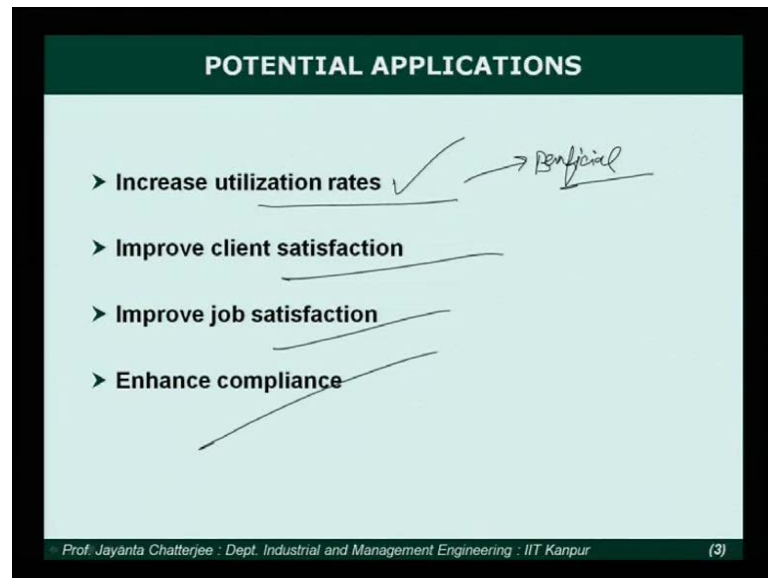 POTENTIAL APPLICATIONS
➤ Increase utilization rates → Benficial
➤ Improve client satisfaction
➤ Improve job satisfaction
➤ Enhance compliance
Prof. Jayanta Chatterjee : Dept. Industrial and Management Engineering : IIT Kanpur (3)